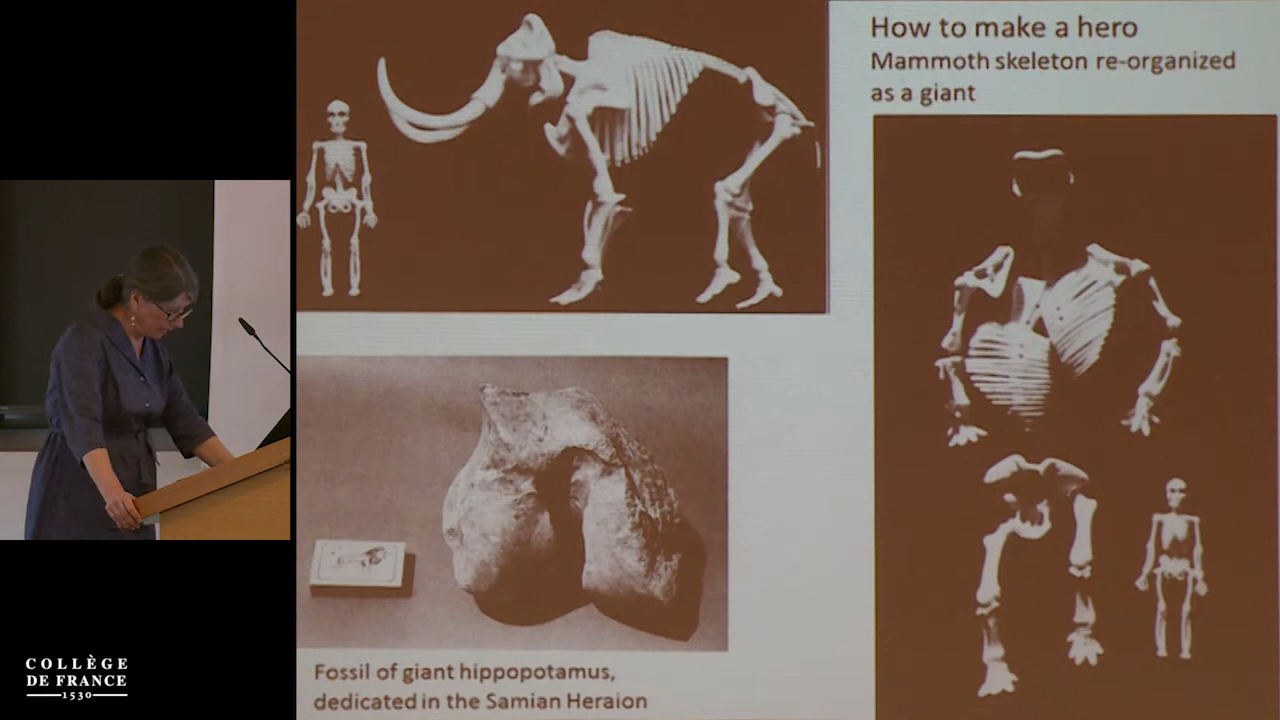 How to make a hero
Mammoth skeleton re-organized
as a giant
Fossil of giant hippopotamus,
dedicated in the Samian Heraion
COLLÈGE
DE FRANCE
1530